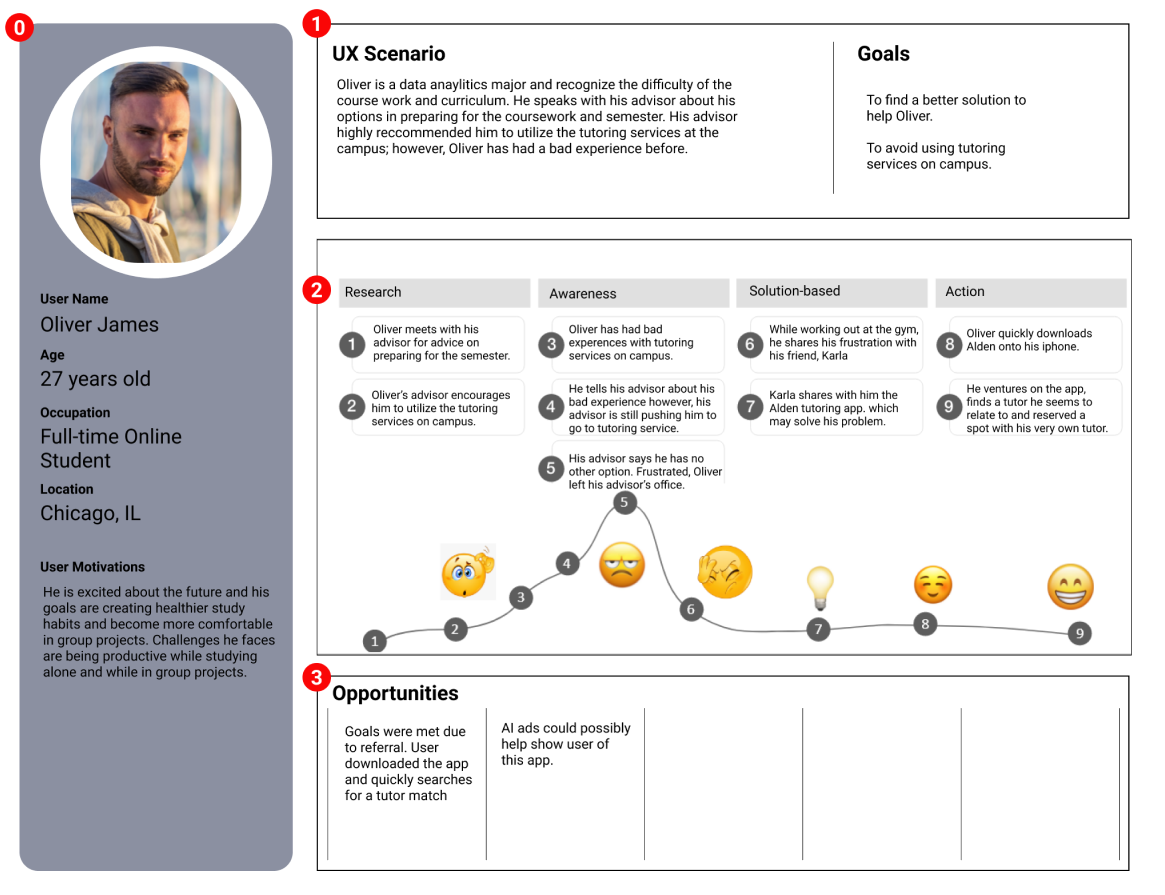 0
User Name
Oliver James
Age
27 years old
Occupation
Full-time Online
Student
Location
Chicago, IL
User Motivations
He is excited about the future and his
goals are creating healthier study
habits and become more comfortable
in group projects. Challenges he faces
are being productive while studying
alone and while in group projects.
1
UX Scenario
Oliver is a data anaylitics major and recognize the difficulty of the
course work and curriculum. He speaks with his advisor about his
options in preparing for the coursework and semester. His advisor
highly reccommended him to utilize the tutoring services at the
campus; however, Oliver has had a bad experience before.
Goals
To find a better solution to
help Oliver.
To avoid using tutoring
services on campus.
2
Research
1
Oliver meets with his
advisor for advice on
preparing for the semester.
2
Oliver's advisor encourages
him to utilize the tutoring
services on campus.
Awareness
3
Oliver has had bad
experences with tutoring
services on campus.
4
He tells his advisor about his
bad experience however, his
advisor is still pushing him to
go to tutoring service.
5
His advisor says he has no
other option. Frustrated, Oliver
left his advisor's office.
Solution-based
6
While working out at the gym,
he shares his frustration with
his friend, Karla
7
Karla shares with him the
Alden tutoring app. which
may solve his problem.
Action
8
Oliver quickly downloads
Alden onto his iphone.
9
He ventures on the app,
finds a tutor he seems to
relate to and reserved a
spot with his very own tutor.
1
2
3
4
5
6
7
8
9
3
Opportunities
Goals were met due
to referral. User
downloaded the app
and quickly searches
for a tutor match
AI ads could possibly
help show user of
this app.